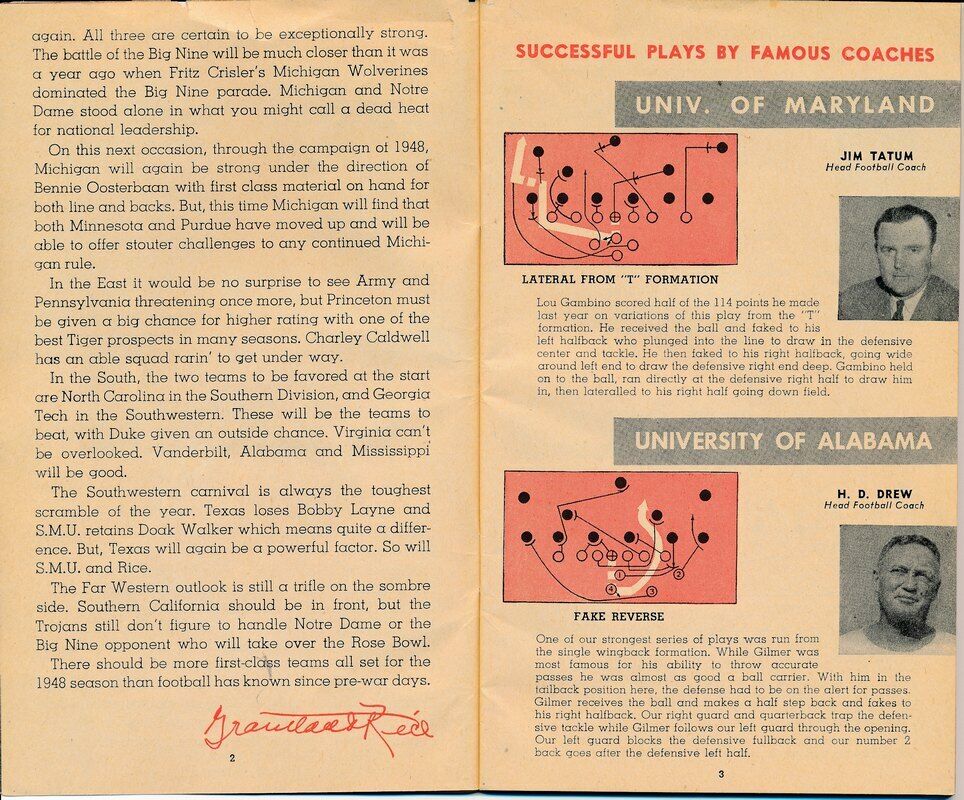 again. All three are certain to be exceptionally strong.
The battle of the Big Nine will be much closer than it was
a year ago when Fritz Crisler's Michigan Wolverines
dominated the Big Nine parade. Michigan and Notre
Dame stood alone in what you might call a dead heat
for national leadership.
On this next occasion, through the campaign of 1948,
Michigan will again be strong under the direction of
Bennie Oosterbaan with first class material on hand for
both line and backs. But, this time Michigan will find that
both Minnesota and Purdue have moved up and will be
able to offer stouter challenges to any continued Michi-
gan rule.
In the East it would be no surprise to see Army and
Pennsylvania threatening once more, but Princeton must
be given a big chance for higher rating with one of the
best Tiger prospects in many seasons. Charley Caldwell
has an able squad rarin' to get under way.
In the South, the two teams to be favored at the start
are North Carolina in the Southern Division, and Georgia
Tech in the Southwestern. These will be the teams to
beat, with Duke given an outside chance. Virginia can't
be overlooked. Vanderbilt, Alabama and Mississippi
will be good.
The Southwestern carnival is always the toughest
scramble of the year. Texas loses Bobby Layne and
S.M.U. retains Doak Walker which means quite a differ-
ence. But, Texas will again be a powerful factor. So will
S.M.U. and Rice.
The Far Western outlook is still a trifle on the sombre
side. Southern California should be in front, but the
Trojans still don't figure to handle Notre Dame or the
Big Nine opponent who will take over the Rose Bowl.
There should be more first-class teams all set for the
1948 season than football has known since pre-war days.
Grantland Rice
2
SUCCESSFUL PLAYS BY FAMOUS COACHES
UNIV. OF MARYLAND
JIM TATUM
Head Football Coach
LATERAL FROM "T" FORMATION
Lou Gambino scored half of the 114 points he made
last year on variations of this play from the "T"
formation. He received the ball and faked to his
left halfback who plunged into the line to draw in the defensive
center and tackle. He then faked to his right halfback, going wide
around left end to draw the defensive right end deep. Gambino held
on to the ball, ran directly at the defensive right half to draw him
in, then lateralled to his right half going down field.
UNIVERSITY OF ALABAMA
H. D. DREW
Head Football Coach
1
2
4
3
FAKE REVERSE
One of our strongest series of plays was run from
the single wingback formation. While Gilmer was
most famous for his ability to throw accurate
passes he was almost as good a ball carrier. With him in the
tailback position here, the defense had to be on the alert for passes.
Gilmer receives the ball and makes a half step back and fakes to
his right halfback. Our right guard and quarterback trap the defen-
sive tackle while Gilmer follows our left guard through the opening.
Our left guard blocks the defensive fullback and our number 2
back goes after the defensive left half.
3